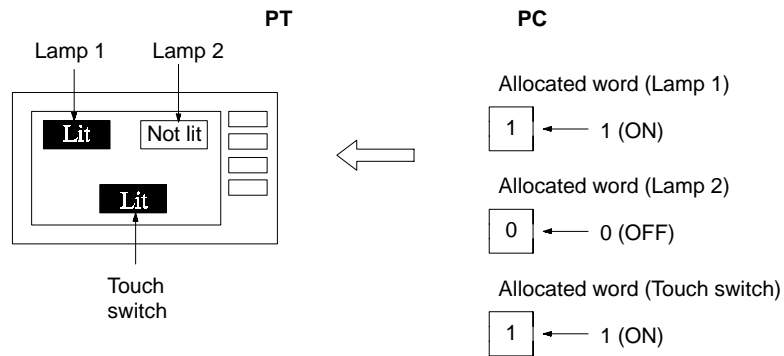 PT
PC
Lamp 1
Lamp 2
Lit
Not lit
Lit
Touch
switch
Allocated word (Lamp 1)
1
1 (ON)
Allocated word (Lamp 2)
0
0 (OFF)
Allocated word (Touch switch)
1
1 (ON)